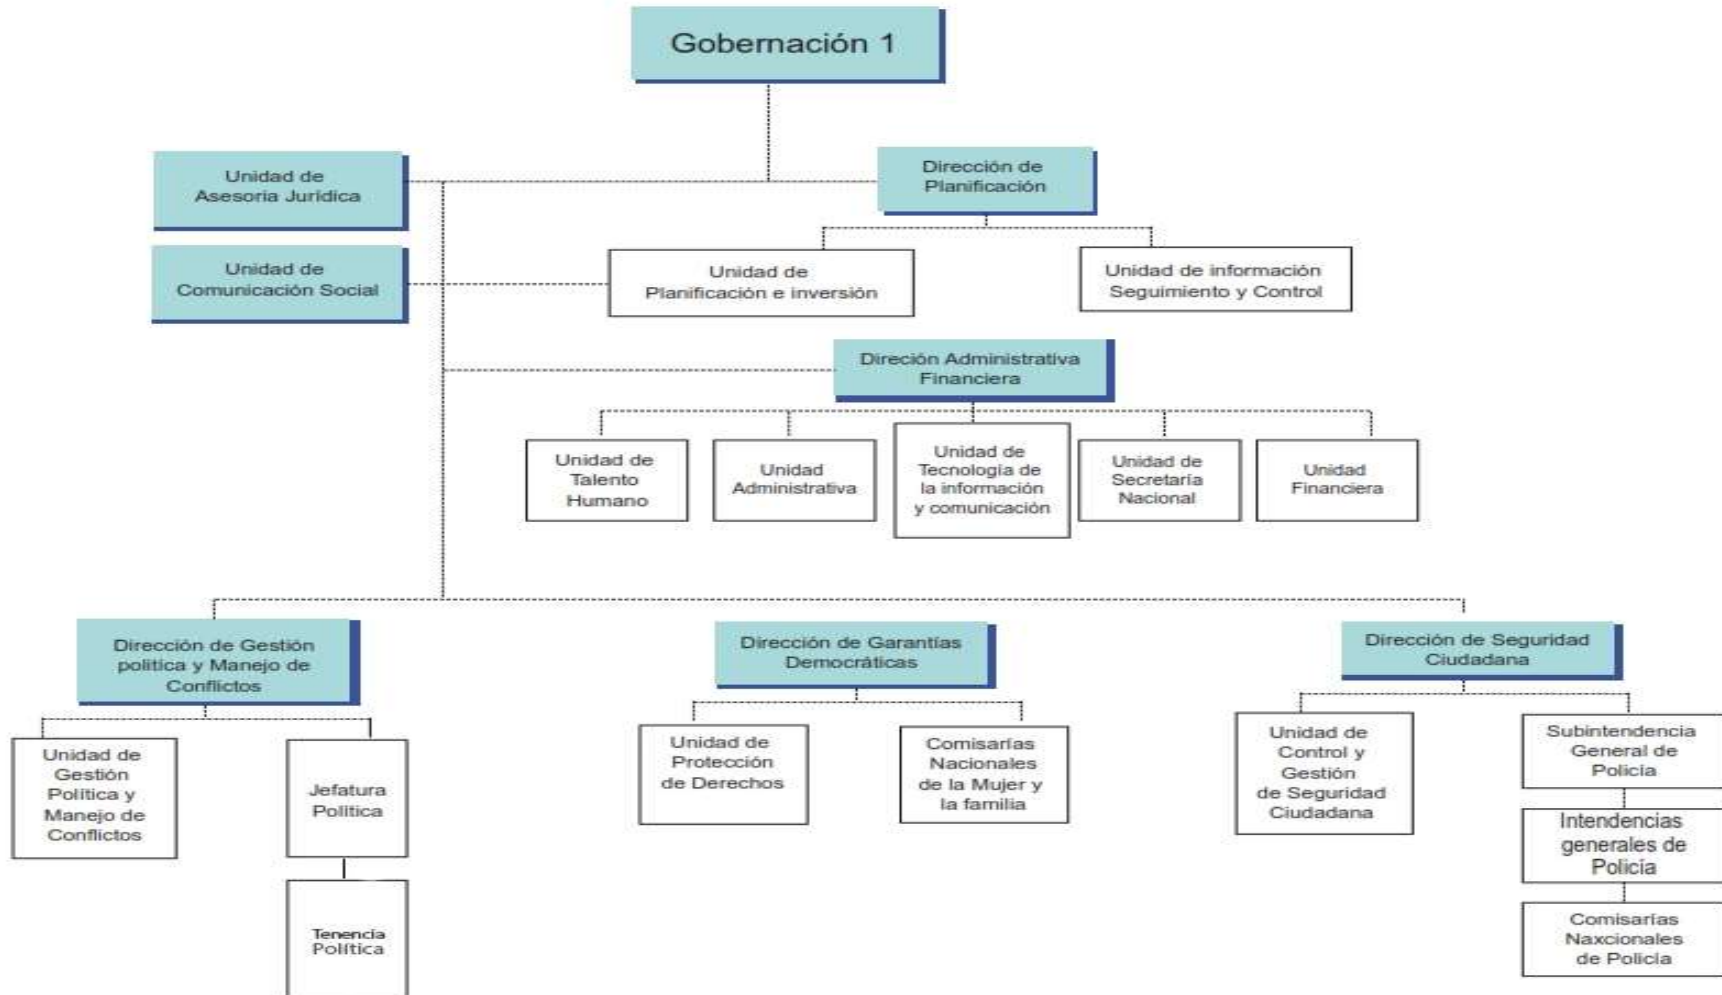 Gobernación 1
Unidad de
Asesoria Jurídica
Dirección de
Planificación
Unidad de
Comunicación Social
Unidad de
Planificación e inversión
Unidad de información
Seguimiento y Control
Direción Administrativa
Financiera
Unidad de
Talento
Humano
Unidad
Administrativa
Unidad de
Tecnología de
la información
y comunicación
Unidad de
Secretaría
Nacional
Unidad
Financiera
Dirección de Gestión
politica y Manejo de
Conflictos
Dirección de Garantías
Democráticas
Dirección de Seguridad
Ciudadana
Unidad de
Gestión
Política y
Manejo de
Conflictos
Jefatura
Política
Tenencia
Política
Unidad de
Protección
de Derechos
Comisarías
Nacionales
de la Mujer y
la familia
Unidad de
Control y
Gestión
de Seguridad
Ciudadana
Subintendencia
General de
Policía
Intendencias
generales de
Policía
Comisarías
Naxcionales
de Policía